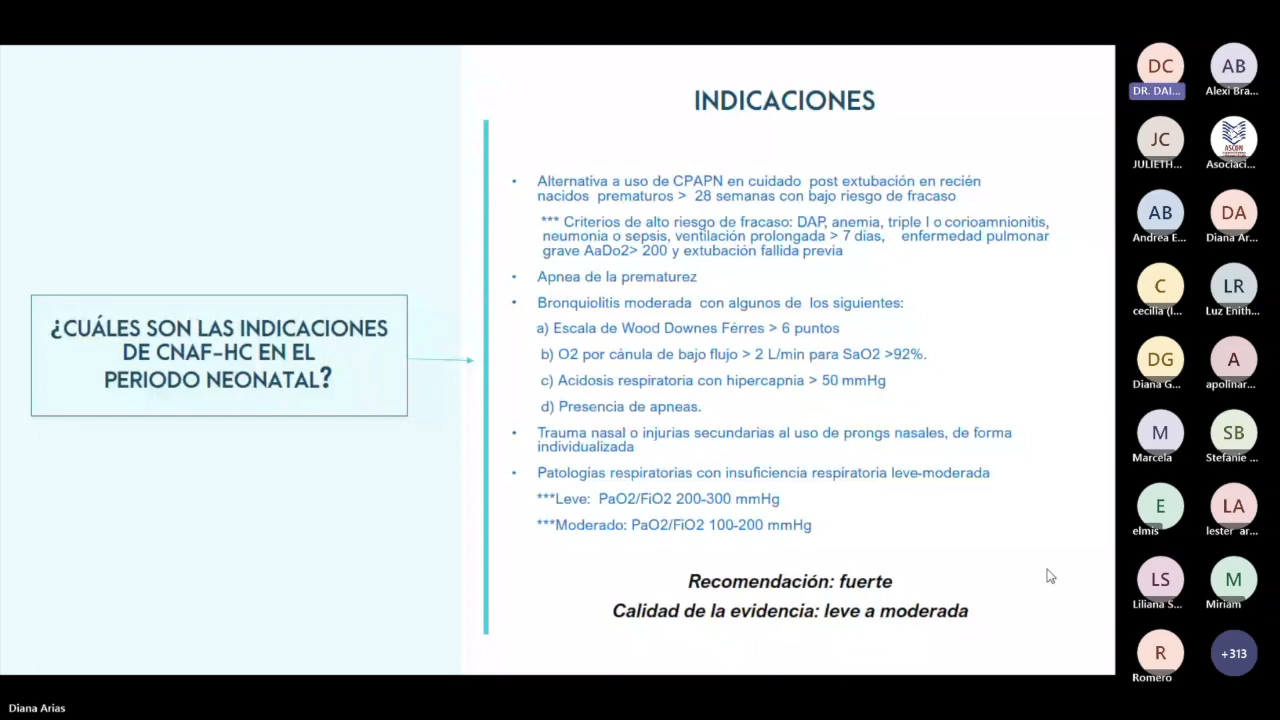 ¿CUÁLES SON LAS INDICACIONES
DE CNAF-HC EN EL
PERIODO NEONATAL?
INDICACIONES
• Alternativa a uso de CPAPN en cuidado post extubación en recién
nacidos prematuros > 28 semanas con bajo riesgo de fracaso
*** Criterios de alto riesgo de fracaso: DAP, anemia, triple I o corioamnionitis,
neumonia o sepsis, ventilación prolongada > 7 dias, enfermedad pulmonar
grave AaDo2> 200 y extubación fallida previa
• Apnea de la prematurez
• Bronquiolitis moderada con algunos de los siguientes:
a) Escala de Wood Downes Férres > 6 puntos
b) O2 por cánula de bajo flujo > 2 L/min para SaO2 >92%.
c) Acidosis respiratoria con hipercapnia > 50 mmHg
d) Presencia de apneas.
• Trauma nasal o injurias secundarias al uso de prongs nasales, de forma
individualizada
• Patologías respiratorias con insuficiencia respiratoria leve-moderada
***Leve: PaO2/FiO2 200-300 mmHg
***Moderado: PaO2/FiO2 100-200 mmHg
Recomendación: fuerte
Calidad de la evidencia: leve a moderada
DC
DR. DAI...
AB
Alexi Bra...
JC
JULIETH...
ASCON
Asociaci...
AB
Andrea E...
DA
Diana Ar...
C
cecilia (I...
LR
Luz Enith...
DG
Diana G...
A
apolinar...
M
Marcela
SB
Stefanie ...
E
elmis
LA
lester ar...
LS
Liliana S...
M
Miriam
R
Romero
+313
Diana Arias